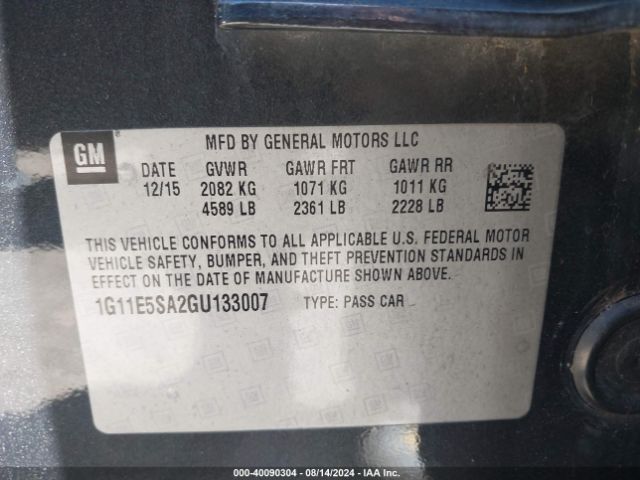 GM
MFD BY GENERAL MOTORS LLC
DATE GVWR GAWR FRT GAWR RR
12/15 2082 KG 1071 KG 1011 KG
4589 LB 2361 LB 2228 LB
THIS VEHICLE CONFORMS TO ALL APPLICABLE U.S. FEDERAL MOTOR
VEHICLE SAFETY, BUMPER, AND THEFT PREVENTION STANDARDS IN
EFFECT ON THE DATE OF MANUFACTURE SHOWN ABOVE.
1G11E5SA2GU133007 TYPE: PASS CAR
000-40090304 - 08/14/2024 - IAA Inc.